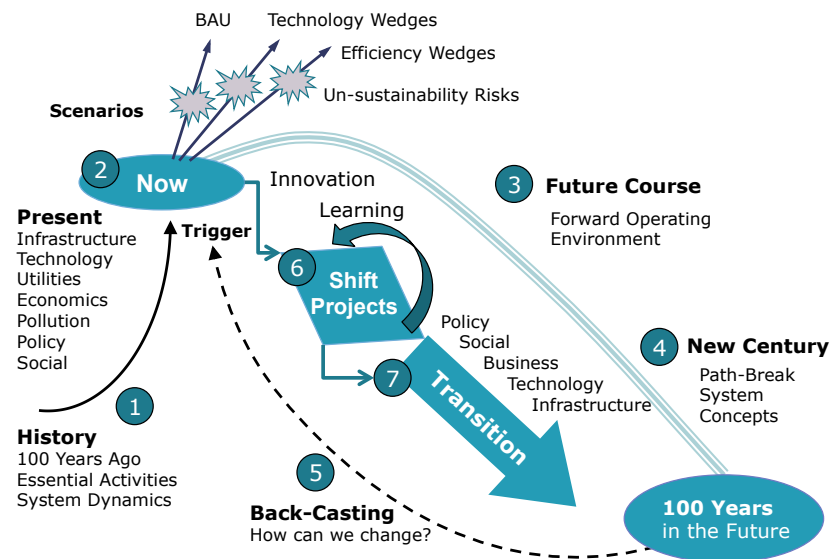 BAU
Technology Wedges
Efficiency Wedges
Un-sustainability Risks
Scenarios
2
Now
Present
Infrastructure
Technology
Utilities
Economics
Pollution
Policy
Social
Trigger
Innovation
Learning
3
Future Course
Forward Operating
Environment
6
Shift
Projects
4
New Century
Path-Break
System
Concepts
Policy
Social
Business
Technology
Infrastructure
7
Transition
1
History
100 Years Ago
Essential Activities
System Dynamics
5
Back-Casting
How can we change?
100 Years
in the Future